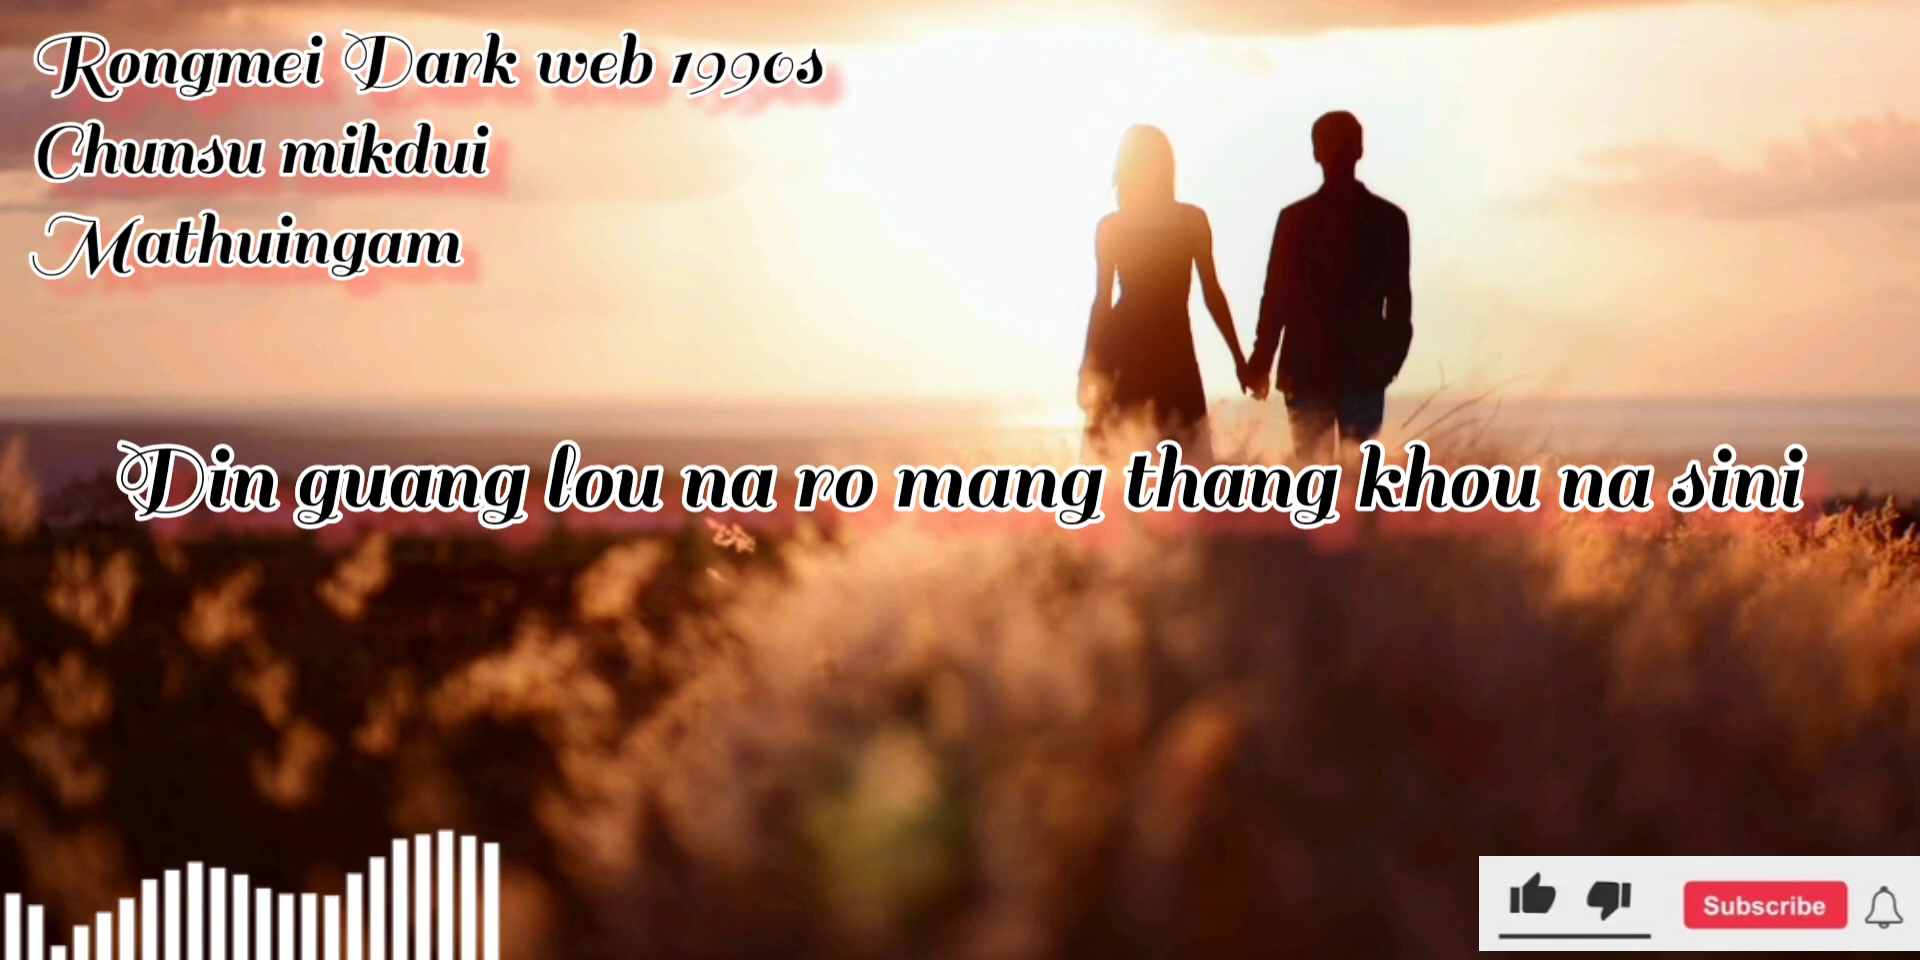 Rongmei Dark web 1990s
Chunsu mikdui
Mathuingam
Din guang lou na ro mang thang khou na sini
Subscribe